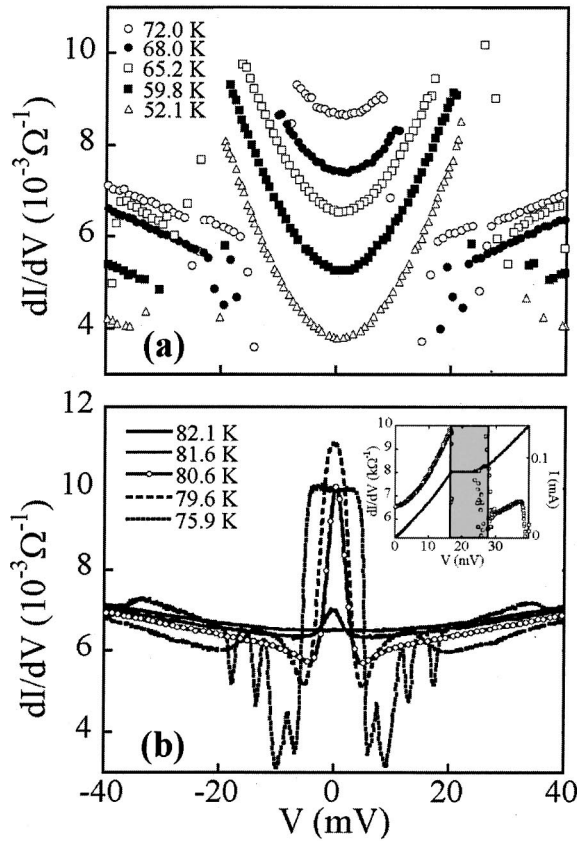 10
8
6
4
dI/dV (10⁻³Ω⁻¹)
72.0 K
68.0 K
65.2 K
59.8 K
52.1 K
(a)
12
10
8
6
4
dI/dV (10⁻³Ω⁻¹)
82.1 K
81.6 K
80.6 K
79.6 K
75.9 K
10
9
8
7
6
dI/dV (kΩ⁻¹)
0.1
0
I (mA)
0 10 20 30
V (mV)
(b)
-40 -20 0 20 40
V (mV)